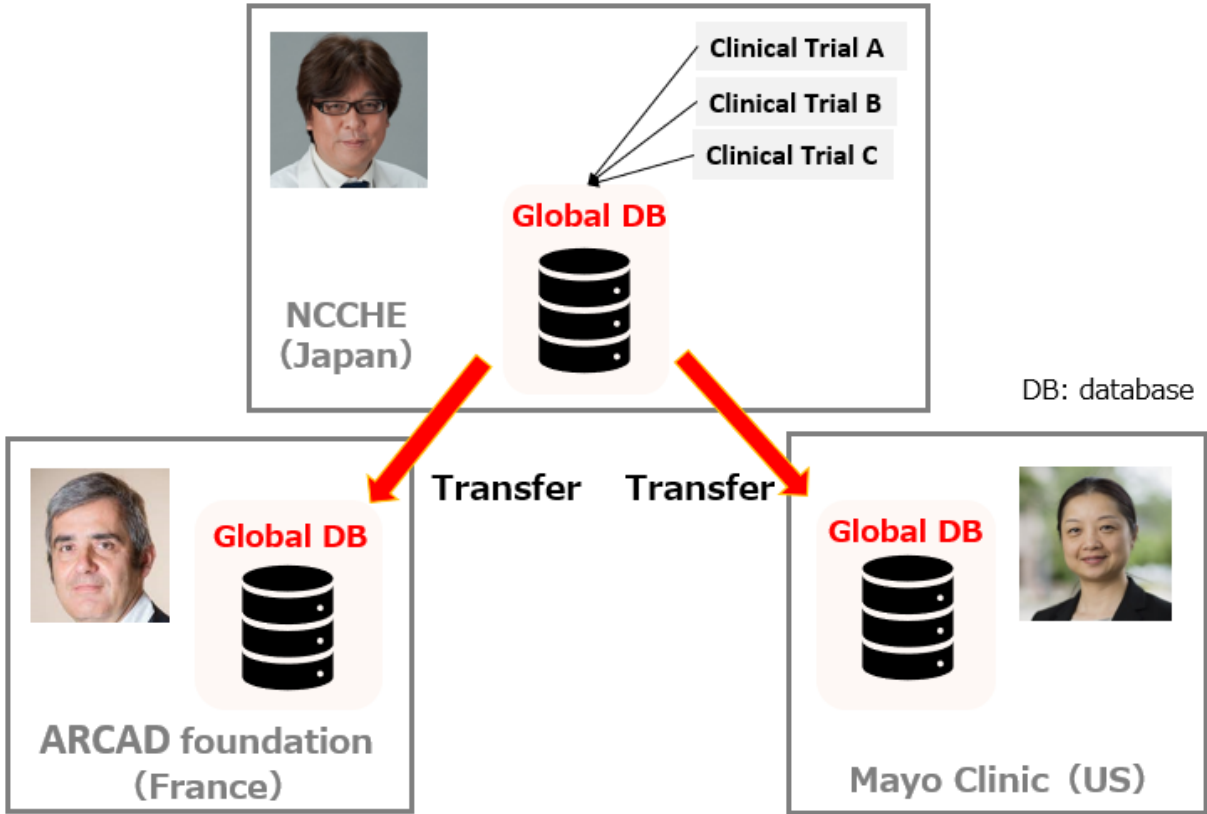 Clinical Trial A
Clinical Trial B
Clinical Trial C
Global DB
NCCHE
（Japan）
DB: database
Transfer
Transfer
Global DB
ARCAD foundation
（France）
Global DB
Mayo Clinic（US）